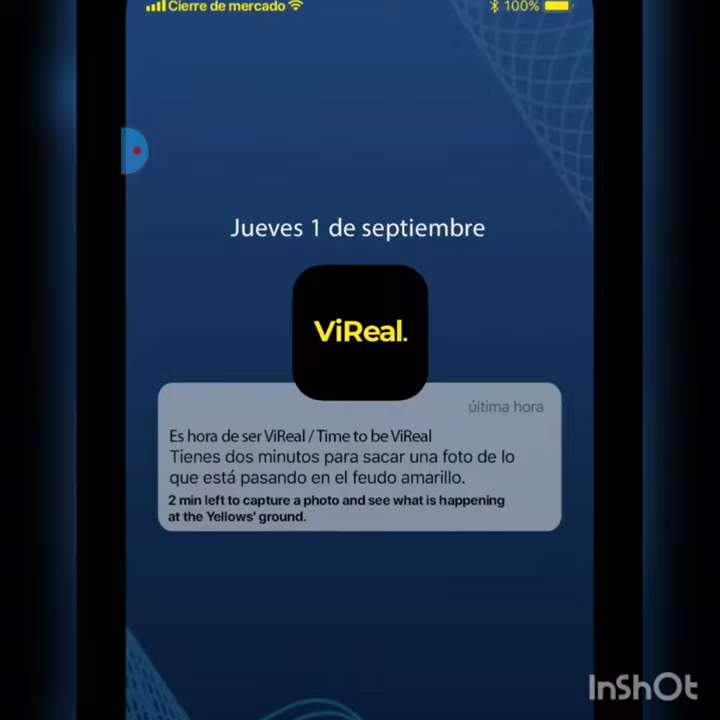 Cierre de mercado 100%
Jueves 1 de septiembre
ViReal.
última hora
Es hora de ser ViReal / Time to be ViReal
Tienes dos minutos para sacar una foto de lo
que está pasando en el feudo amarillo.
2 min left to capture a photo and see what is happening
at the Yellows' ground.
InShOt